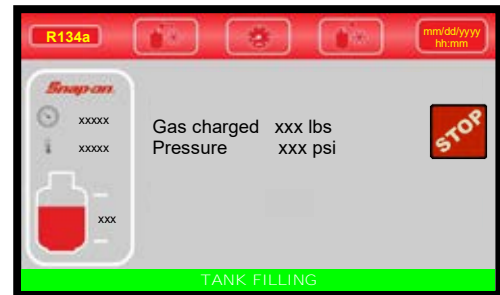 R134a
mm/dd/yyyy
hh:mm
Snap-on
xxxxx
xxxxx
xxx
Gas charged xxx lbs
Pressure xxx psi
STOP
TANK FILLING